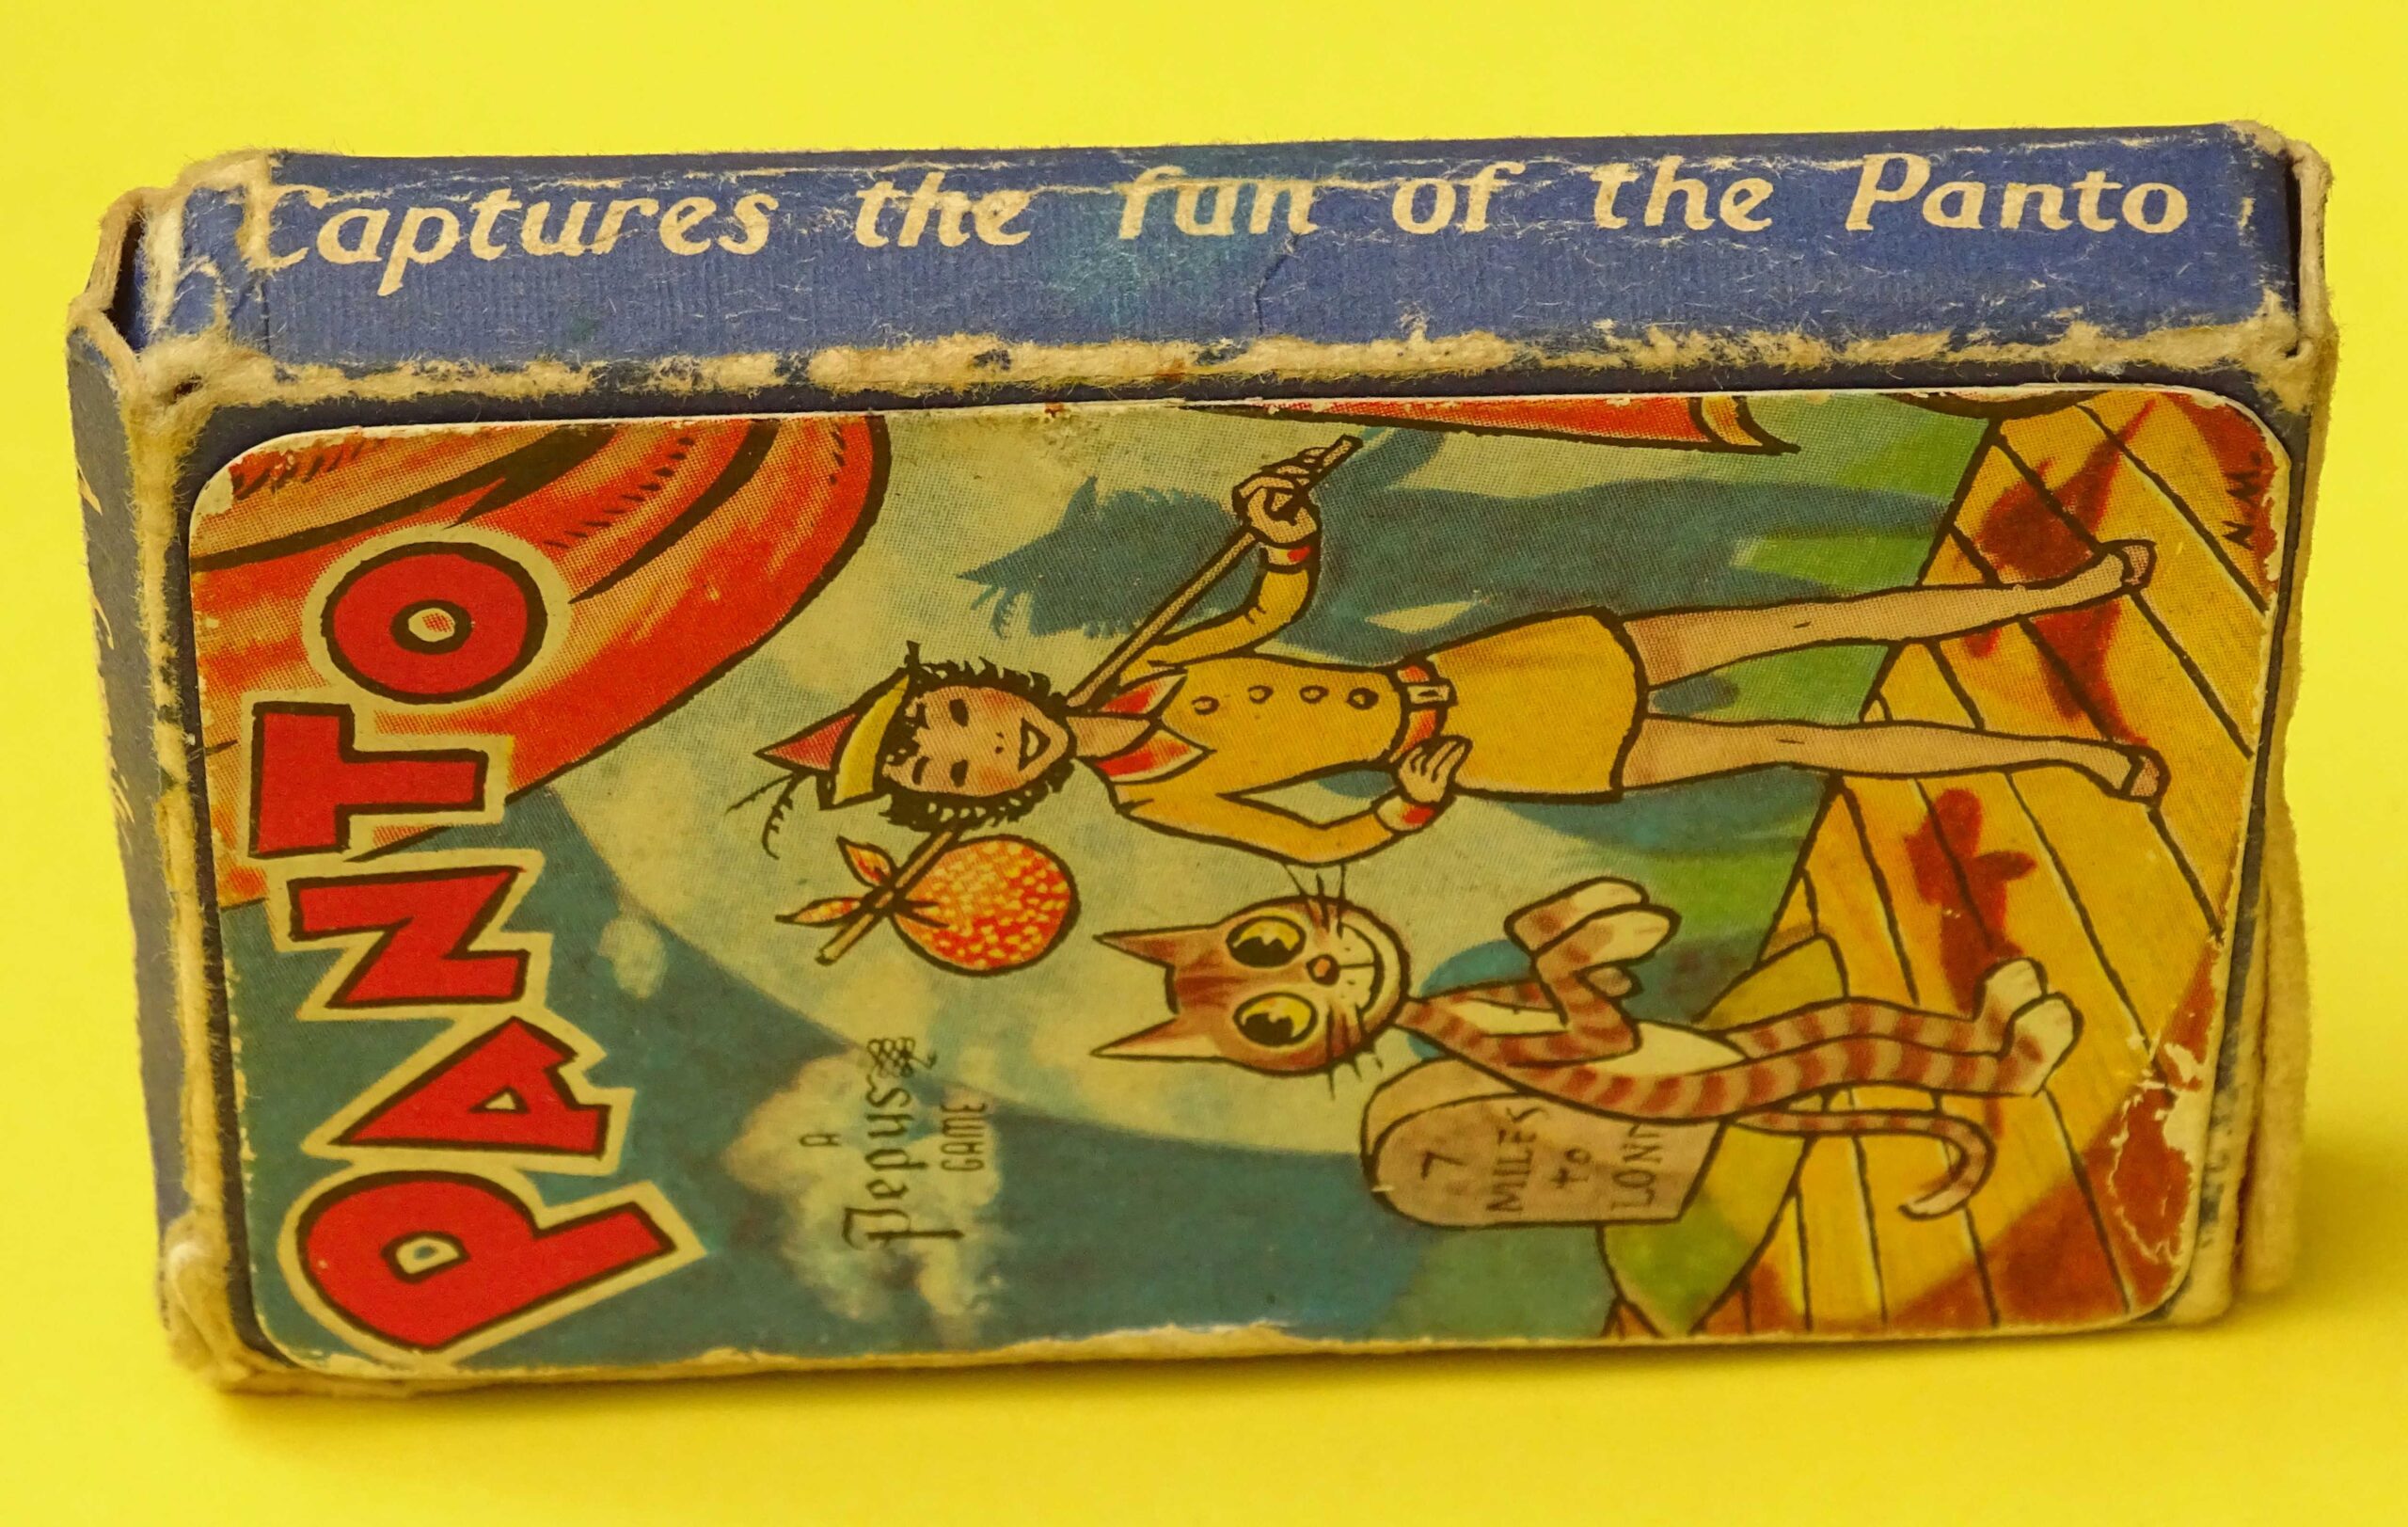 Captures the fun of the Panto
PANTO
A
Pepys
GAME
7
MILES
to
LOND
N.M.